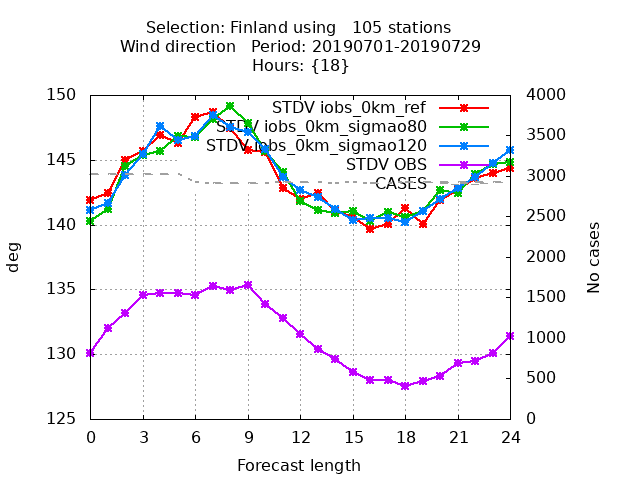 Selection: Finland using   105 stations
Wind direction   Period: 20190701-20190729
Hours: {18}
STDV iobs_0km_ref
STDV iobs_0km_sigmao80
STDV iobs_0km_sigmao120
STDV OBS
CASES
150
145
140
135
130
125
deg
4000
3500
3000
2500
2000
1500
1000
500
0
No cases
0 3 6 9 12 15 18 21 24
Forecast length